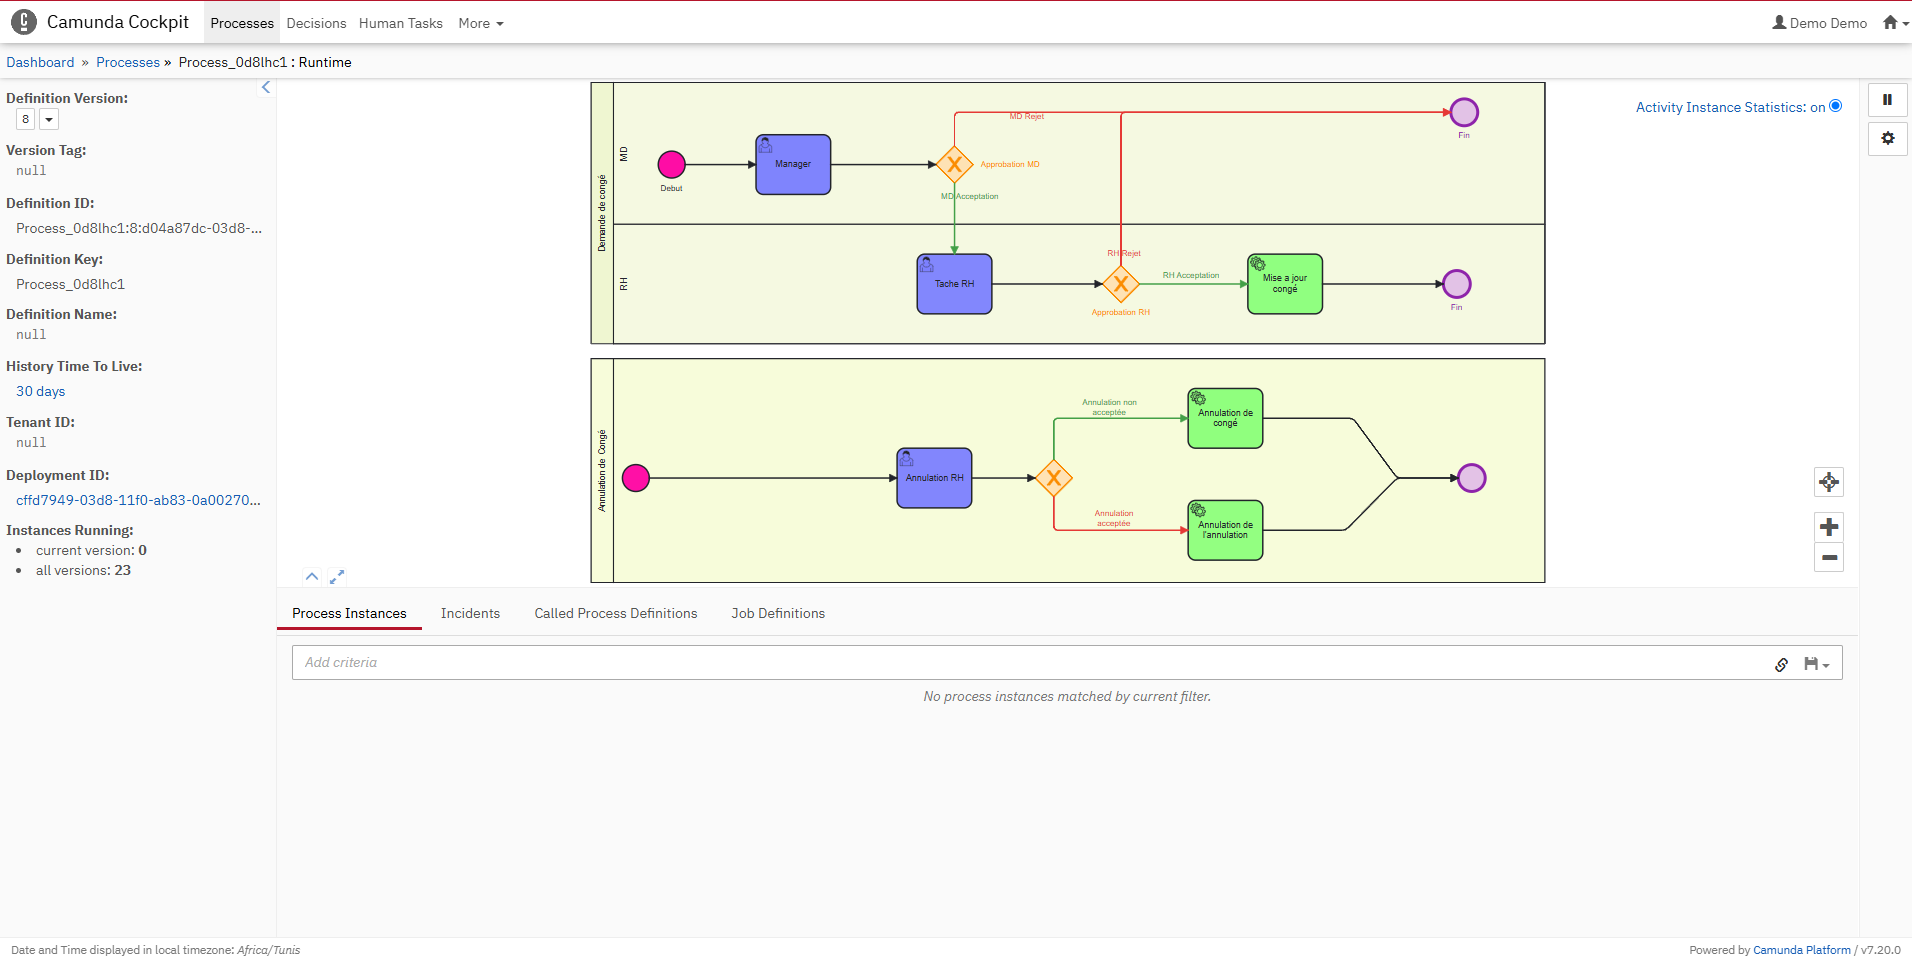 Camunda Cockpit
Processes
Decisions
Human Tasks
More
Demo Demo
Dashboard » Processes » Process_0d8lhc1 : Runtime
Definition Version:
8
Version Tag:
null
Definition ID:
Process_0d8lhc1:8:d04a87dc-03d8-...
Definition Key:
Process_0d8lhc1
Definition Name:
null
History Time To Live:
30 days
Tenant ID:
null
Deployment ID:
cffd7949-03d8-11f0-ab83-0a00270...
Instances Running:
current version: 0
all versions: 23
Activity Instance Statistics: on
Demande de congé
MD
Debut
Manager
Approbation MD
MD Rejet
MD Acceptation
Fin
RH
Tache RH
RH Rejet
Approbation RH
RH Acceptation
Mise a jour
congé
Fin
Annulation de Congé
Annulation RH
Annulation non
acceptée
Annulation de
congé
Annulation
acceptée
Annulation de
l'annulation
Process Instances
Incidents
Called Process Definitions
Job Definitions
Add criteria
No process instances matched by current filter.
Date and Time displayed in local timezone: Africa/Tunis
Powered by Camunda Platform / v7.20.0